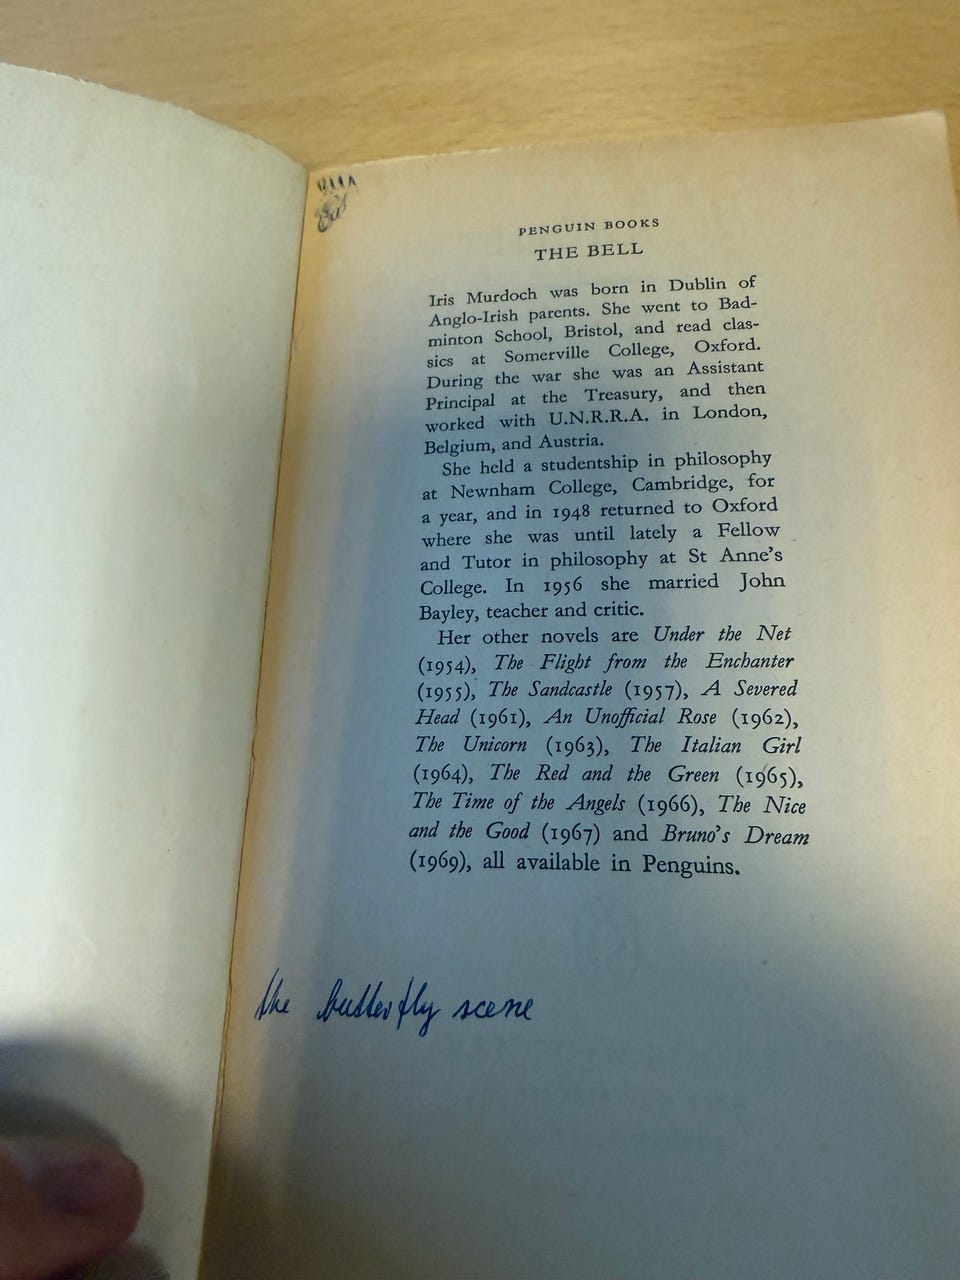 PENGUIN BOOKS
THE BELL
Iris Murdoch was born in Dublin of
Anglo-Irish parents. She went to Bad-
minton School, Bristol, and read clas-
sics at Somerville College, Oxford.
During the war she was an Assistant
Principal at the Treasury, and then
worked with U.N.R.R.A. in London,
Belgium, and Austria.
She held a studentship in philosophy
at Newnham College, Cambridge, for
a year, and in 1948 returned to Oxford
where she was until lately a Fellow
and Tutor in philosophy at St Anne's
College. In 1956 she married John
Bayley, teacher and critic.
Her other novels are Under the Net
(1954), The Flight from the Enchanter
(1955), The Sandcastle (1957), A Severed
Head (1961), An Unofficial Rose (1962),
The Unicorn (1963), The Italian Girl
(1964), The Red and the Green (1965),
The Time of the Angels (1966), The Nice
and the Good (1967) and Bruno's Dream
(1969), all available in Penguins.
the butterfly scene